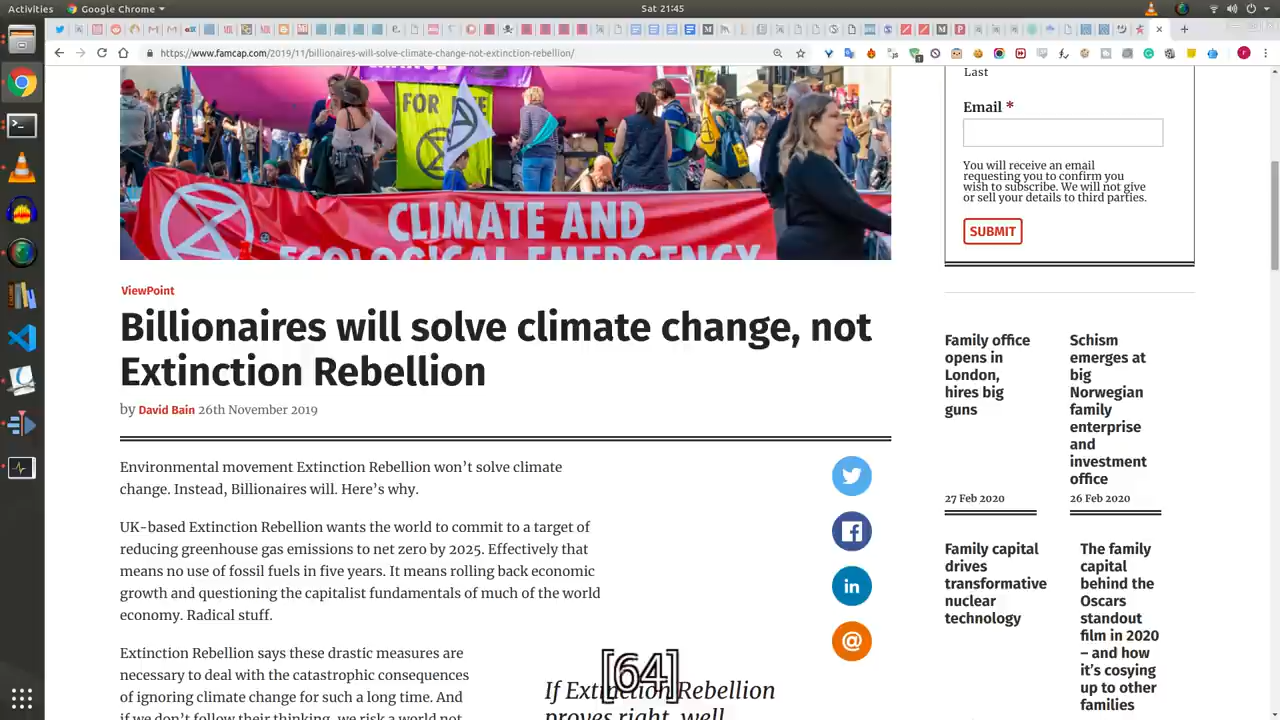 Activities
Google Chrome
Sat 21:45
https://www.famcap.com/2019/11/billionaires-will-solve-climate-change-not-extinction-rebellion/
FOR
CLIMATE AND
ECOLOGICAL EMERGENCY
Last
Email *
You will receive an email
requesting you to confirm you
wish to subscribe. We will not give
or sell your details to third parties.
SUBMIT
ViewPoint
Billionaires will solve climate change, not
Extinction Rebellion
by David Bain 26th November 2019
Environmental movement Extinction Rebellion won’t solve climate
change. Instead, Billionaires will. Here’s why.
UK-based Extinction Rebellion wants the world to commit to a target of
reducing greenhouse gas emissions to net zero by 2025. Effectively that
means no use of fossil fuels in five years. It means rolling back economic
growth and questioning the capitalist fundamentals of much of the world
economy. Radical stuff.
Extinction Rebellion says these drastic measures are
necessary to deal with the catastrophic consequences
of ignoring climate change for such a long time. And
if we don’t follow their thinking, we risk a world not
If Extinction Rebellion
proves right, well
[64]
Family office
opens in
London,
hires big
guns
27 Feb 2020
Schism
emerges at
big
Norwegian
family
enterprise
and
investment
office
26 Feb 2020
Family capital
drives
transformative
nuclear
technology
The family
capital
behind the
Oscars
standout
film in 2020
– and how
it’s cosying
up to other
families